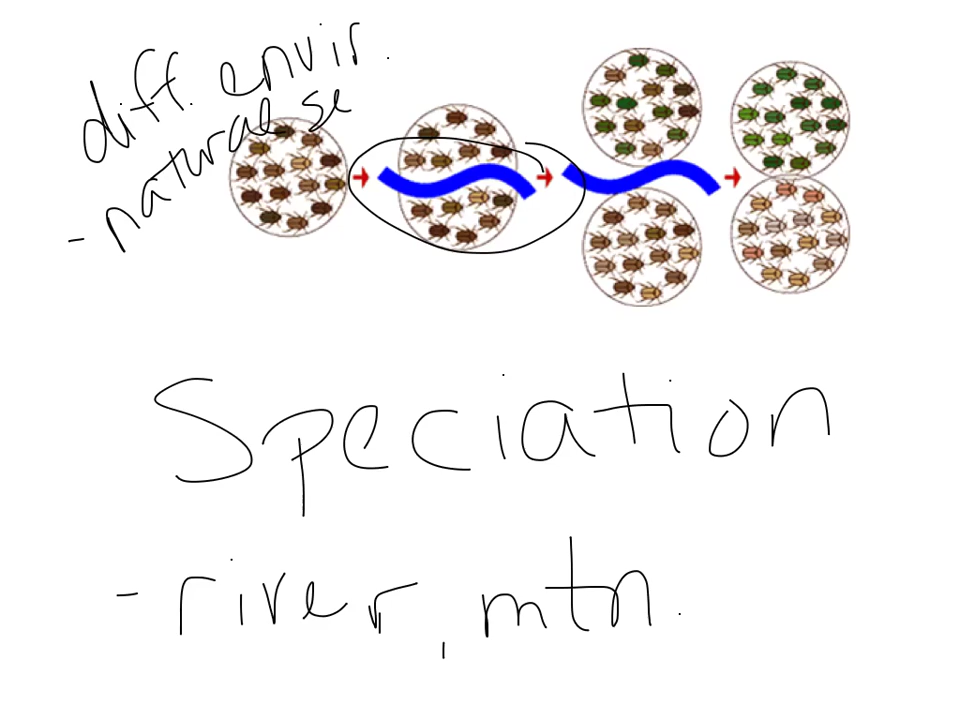 diff. envir.
- natural se
Speciation
- river, mtn.